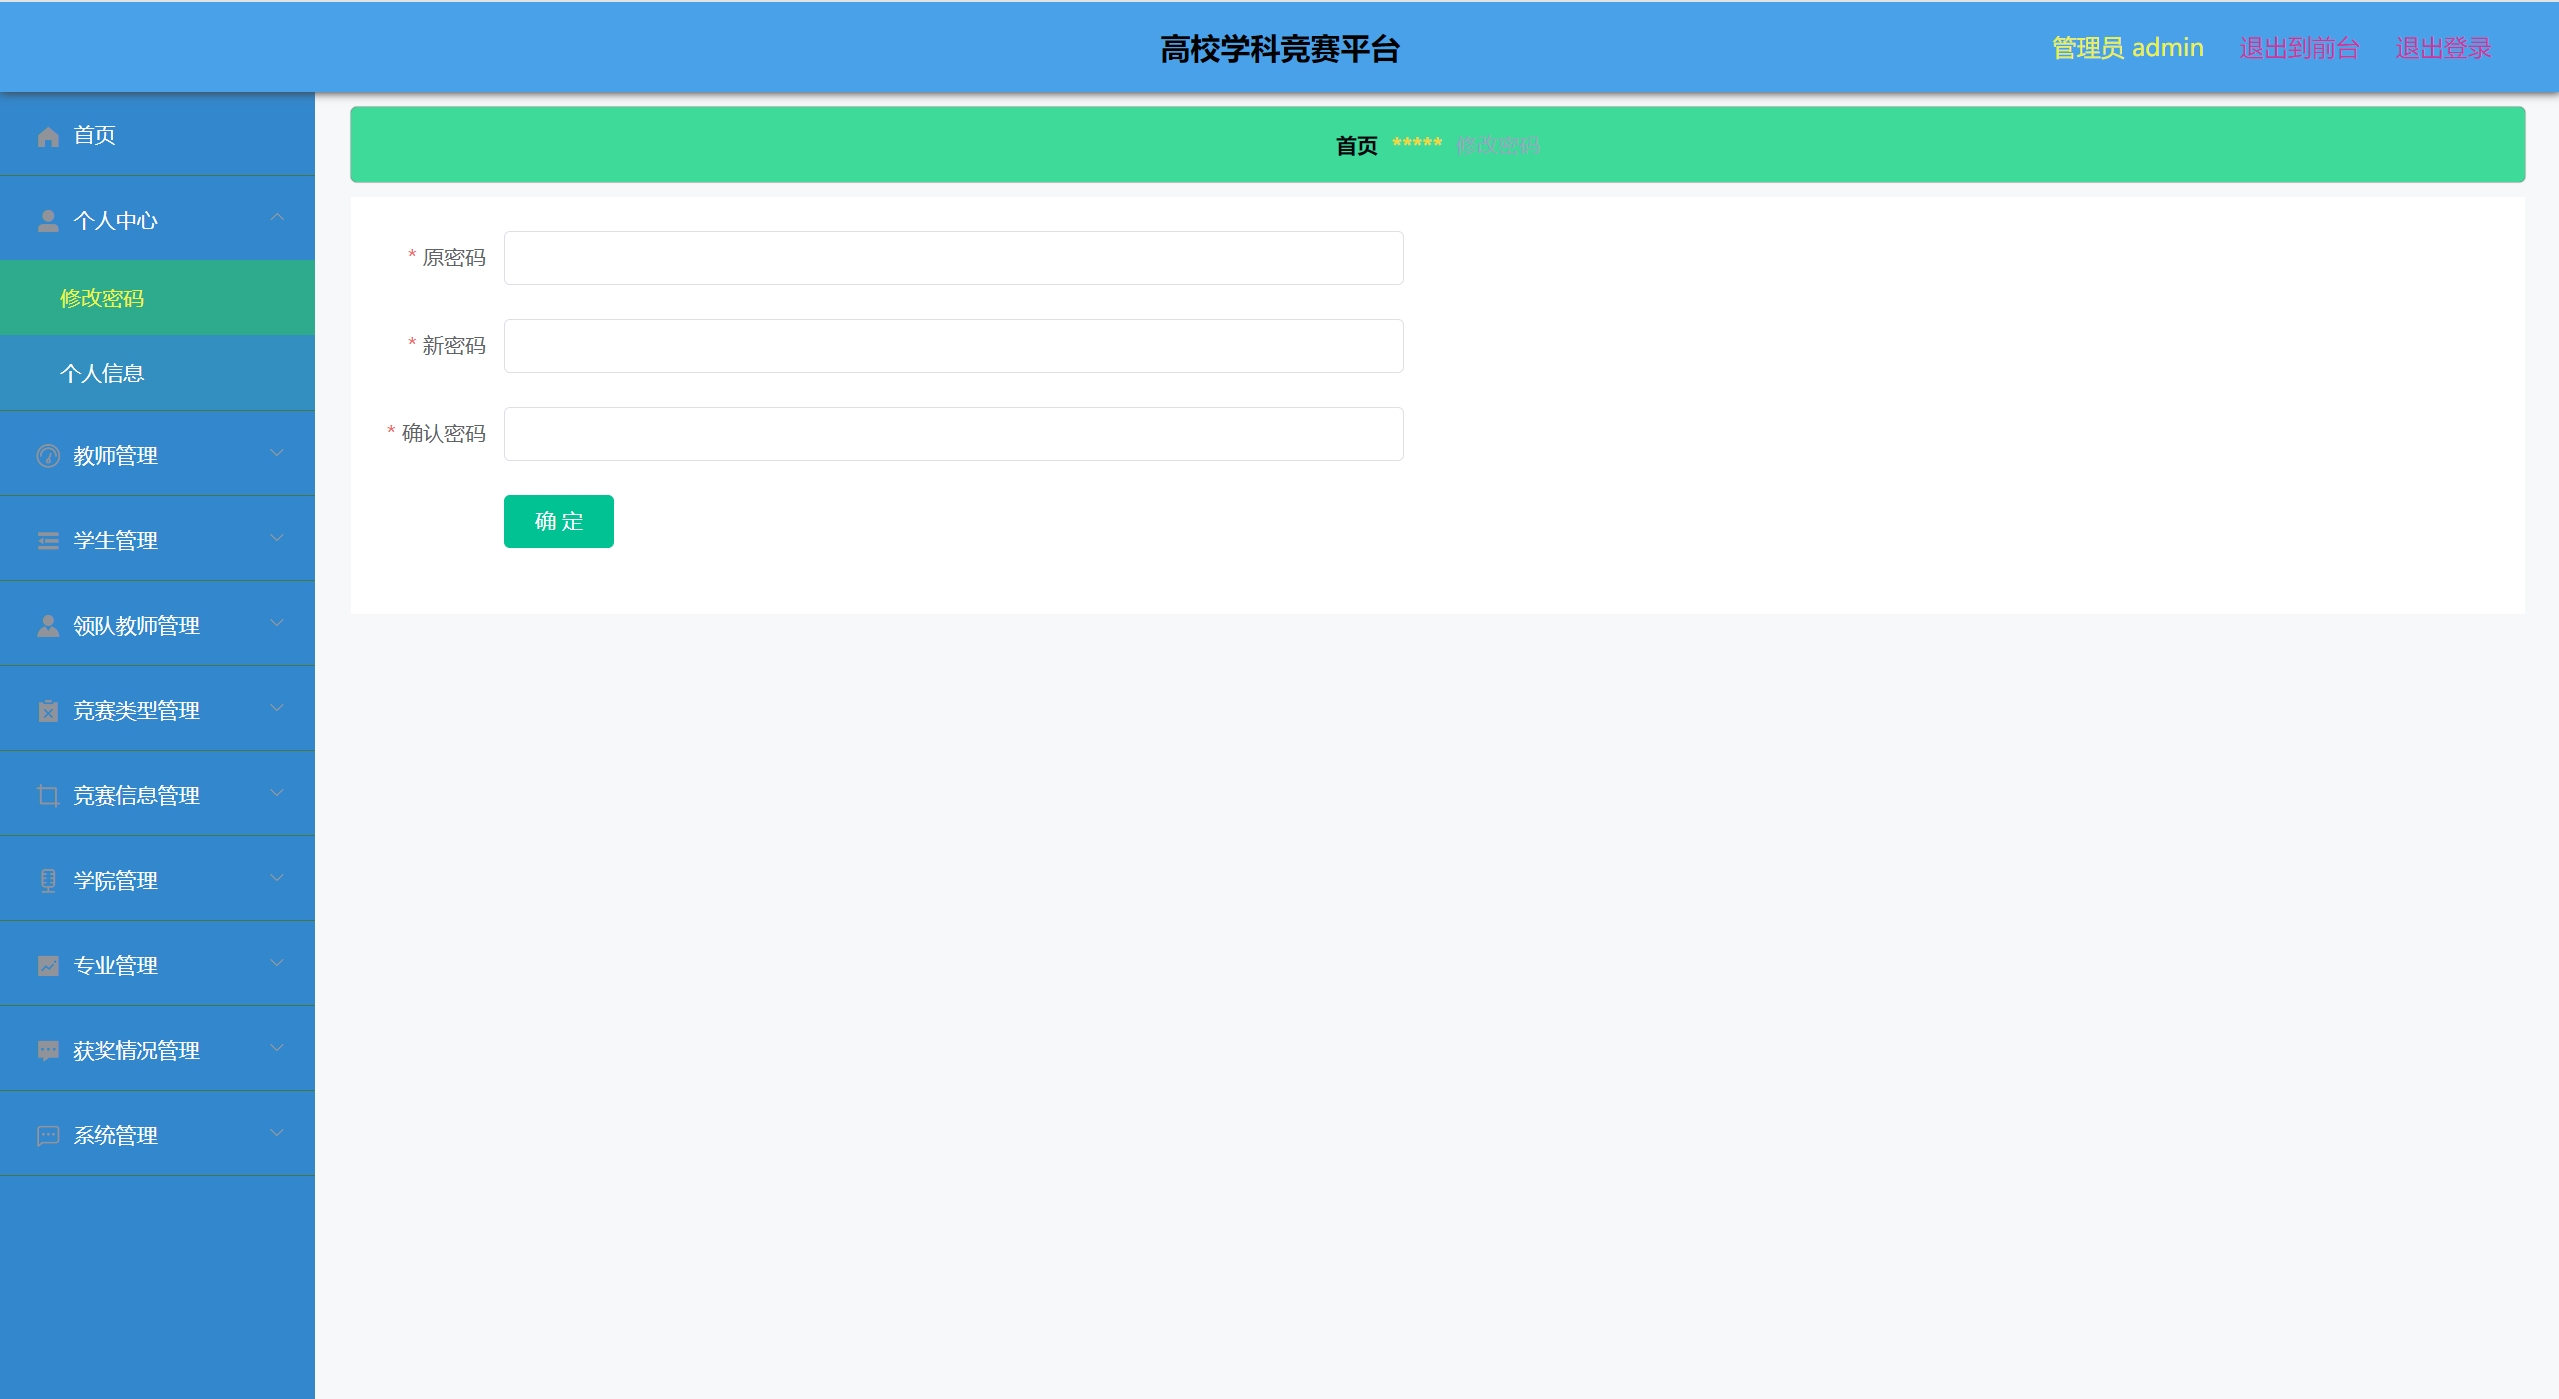 高校学科竞赛平台
管理员 admin 退出到前台 退出登录
首页
个人中心
修改密码
个人信息
教师管理
学生管理
领队教师管理
竞赛类型管理
竞赛信息管理
学院管理
专业管理
获奖情况管理
系统管理
首页 ***** 修改密码
* 原密码
* 新密码
* 确认密码
确 定